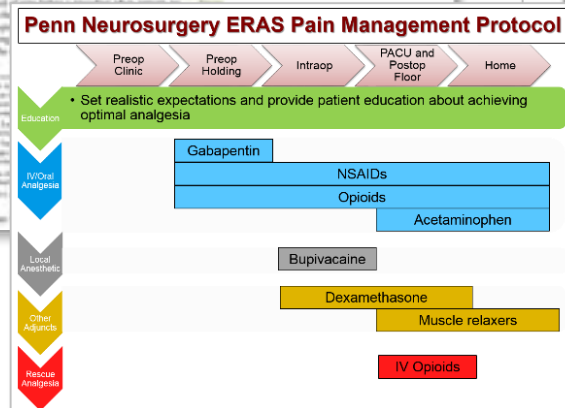 Penn Neurosurgery ERAS Pain Management Protocol
Preop
Clinic
Preop
Holding
Intraop
PACU and
Postop
Floor
Home
Education
• Set realistic expectations and provide patient education about achieving
optimal analgesia
IV/Oral
Analgesia
Gabapentin
NSAIDs
Opioids
Acetaminophen
Local
Anesthetic
Bupivacaine
Other
Adjuncts
Dexamethasone
Muscle relaxers
Rescue
Analgesia
IV Opioids